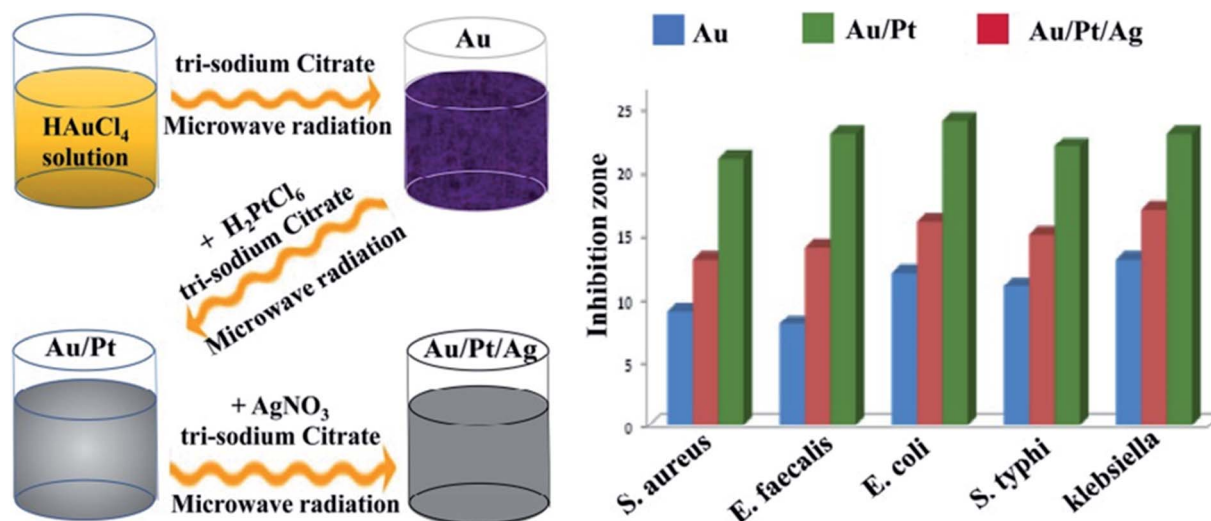 tri-sodium Citrate
Microwave radiation
HAuCl₄
solution
Au
+ H₂PtCl₆
tri-sodium Citrate
Microwave radiation
Au/Pt
+ AgNO₃
tri-sodium Citrate
Microwave radiation
Au/Pt/Ag
Au
Au/Pt
Au/Pt/Ag
Inhibition zone
25
20
15
10
5
0
S. aureus
E. faecalis
E. coli
S. typhi
klebsiella